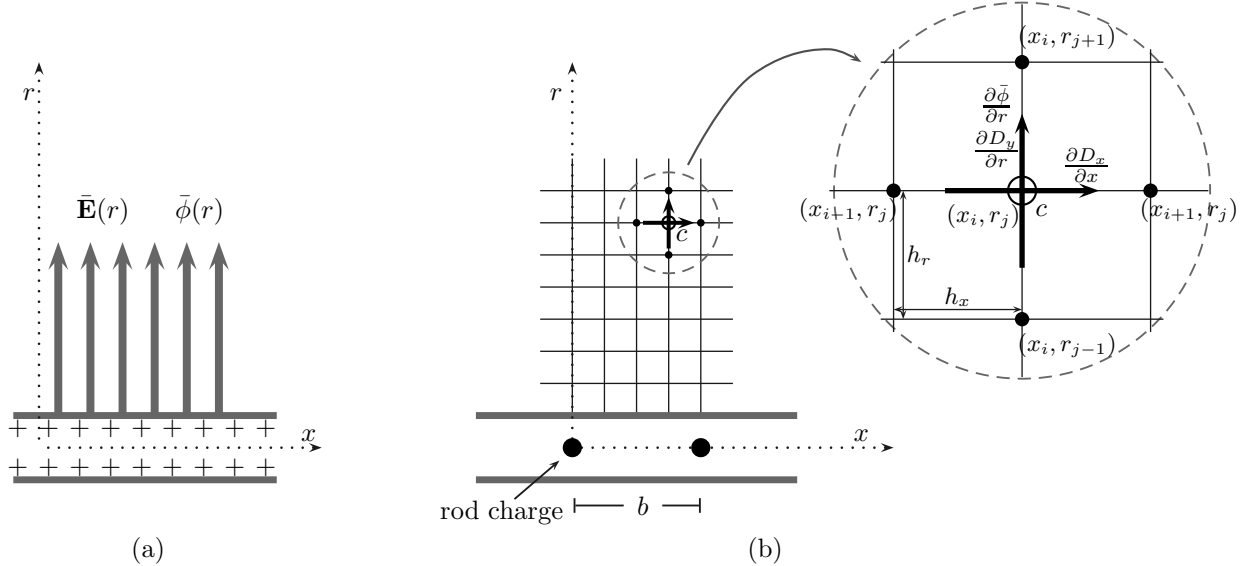 r
Ē(r)
ϕ̄(r)
+ + + + + + + + +
x
+ + + + + + + + +
(a)
r
c
x
rod charge
b
(b)
(x_i, r_{j+1})
∂ϕ̄/∂r
∂D_y/∂r
∂D_x/∂x
(x_{i+1}, r_j)
(x_i, r_j)
c
(x_{i+1}, r_j)
h_r
h_x
(x_i, r_{j−1})